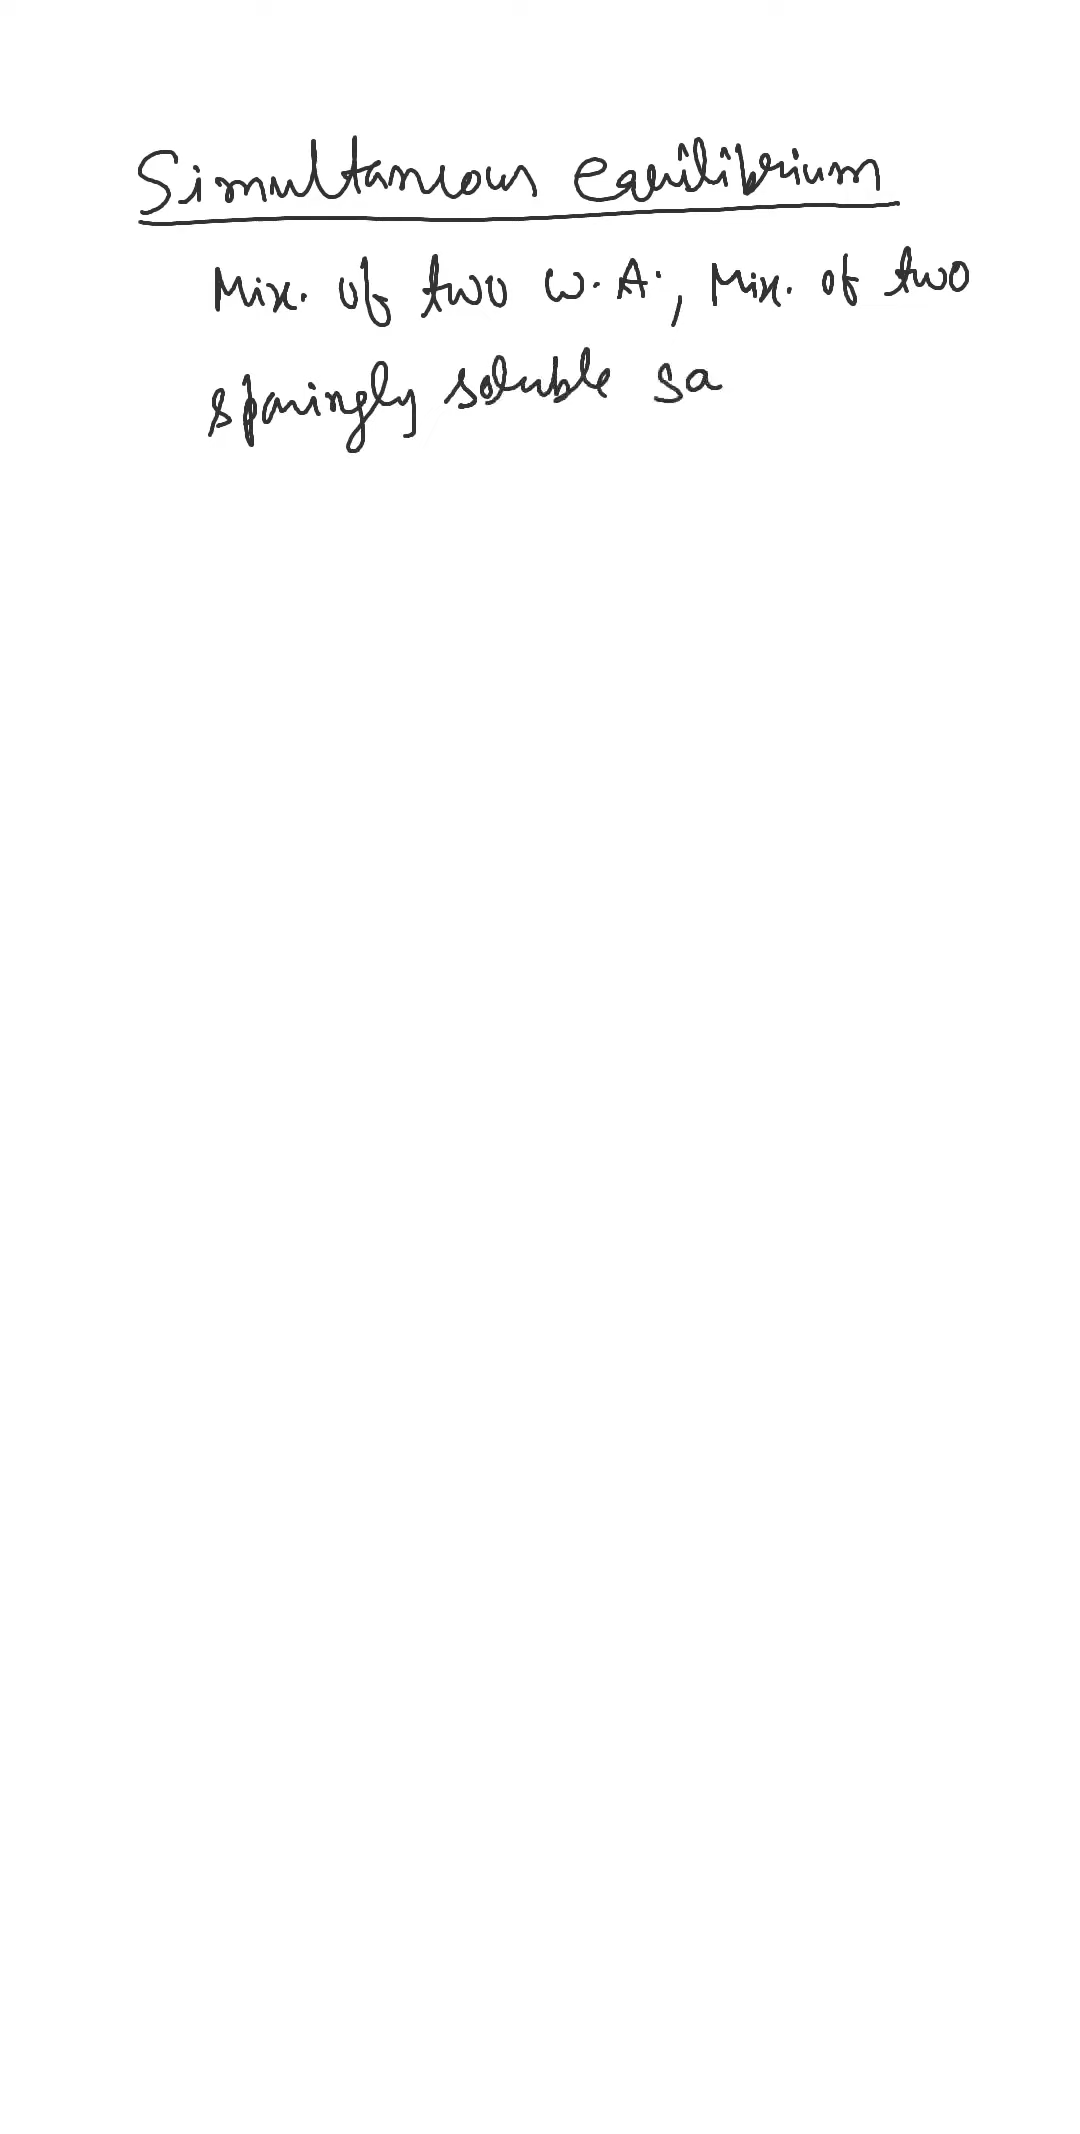 Simultaneous equilibrium
Mix. of two W.A., Mix. of two
sparingly soluble sa